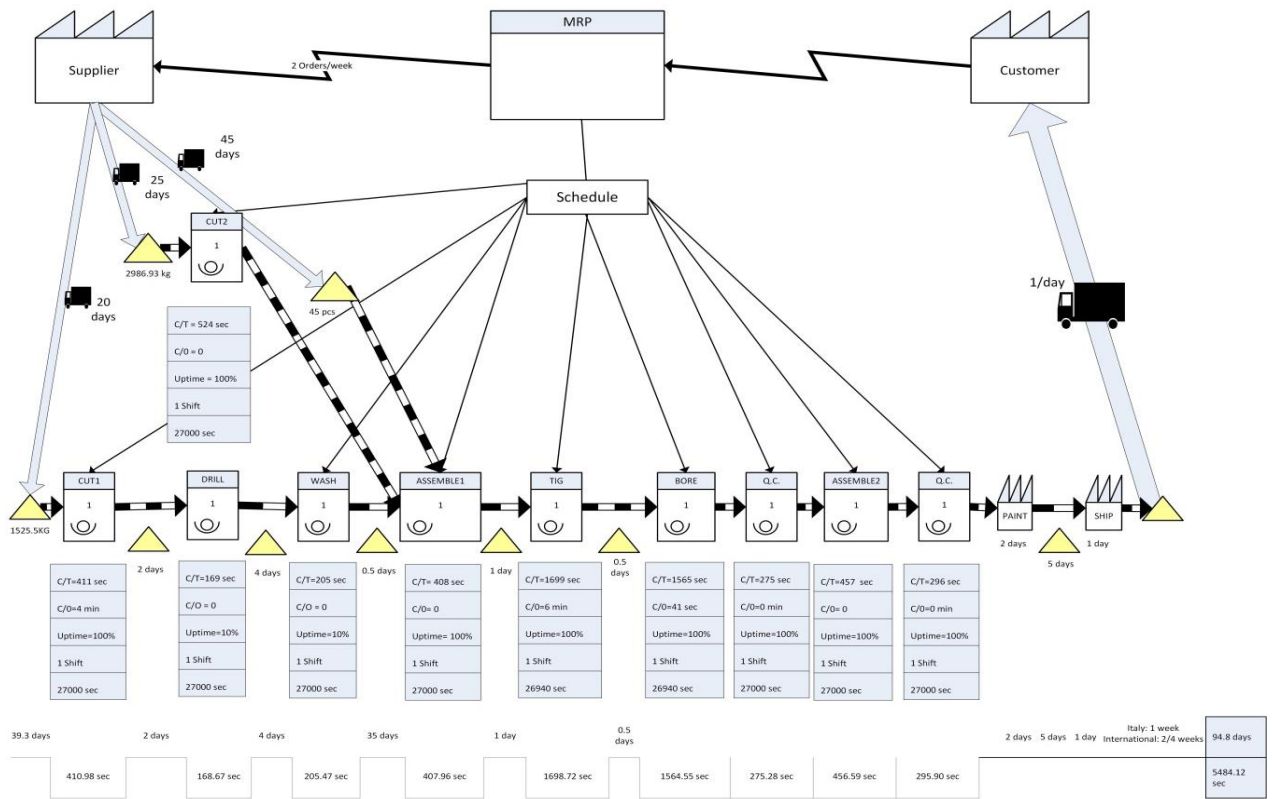 MRP
Supplier
2 Orders/week
Customer
45
days
25
days
Schedule
CUT2
1
2986.93 kg
20
days
45 pcs
1/day
C/T = 524 sec
C/0 = 0
Uptime = 100%
1 Shift
27000 sec
CUT1
1
DRILL
1
WASH
1
ASSEMBLE1
1
TIG
1
BORE
1
Q.C.
1
ASSEMBLE2
1
Q.C.
1
PAINT
SHIP
1525.5KG
2 days
4 days
0.5 days
1 day
0.5
days
2 days
5 days
1 day
C/T=411 sec
C/0=4 min
Uptime=100%
1 Shift
27000 sec
C/T=169 sec
C/O = 0
Uptime=10%
1 Shift
27000 sec
C/T=205 sec
C/O = 0
Uptime=10%
1 Shift
27000 sec
C/T= 408 sec
C/0= 0
Uptime= 100%
1 Shift
27000 sec
C/T=1699 sec
C/0=6 min
Uptime=100%
1 Shift
26940 sec
C/T=1565 sec
C/0=41 sec
Uptime=100%
1 Shift
26940 sec
C/T=275 sec
C/0=0 min
Uptime=100%
1 Shift
27000 sec
C/T=457 sec
C/0= 0
Uptime=100%
1 Shift
27000 sec
C/T=296 sec
C/0=0 min
Uptime=100%
1 Shift
27000 sec
39.3 days
2 days
4 days
35 days
1 day
0.5
days
2 days
5 days
1 day
Italy: 1 week
International: 2/4 weeks
94.8 days
410.98 sec
168.67 sec
205.47 sec
407.96 sec
1698.72 sec
1564.55 sec
275.28 sec
456.59 sec
295.90 sec
5484.12
sec